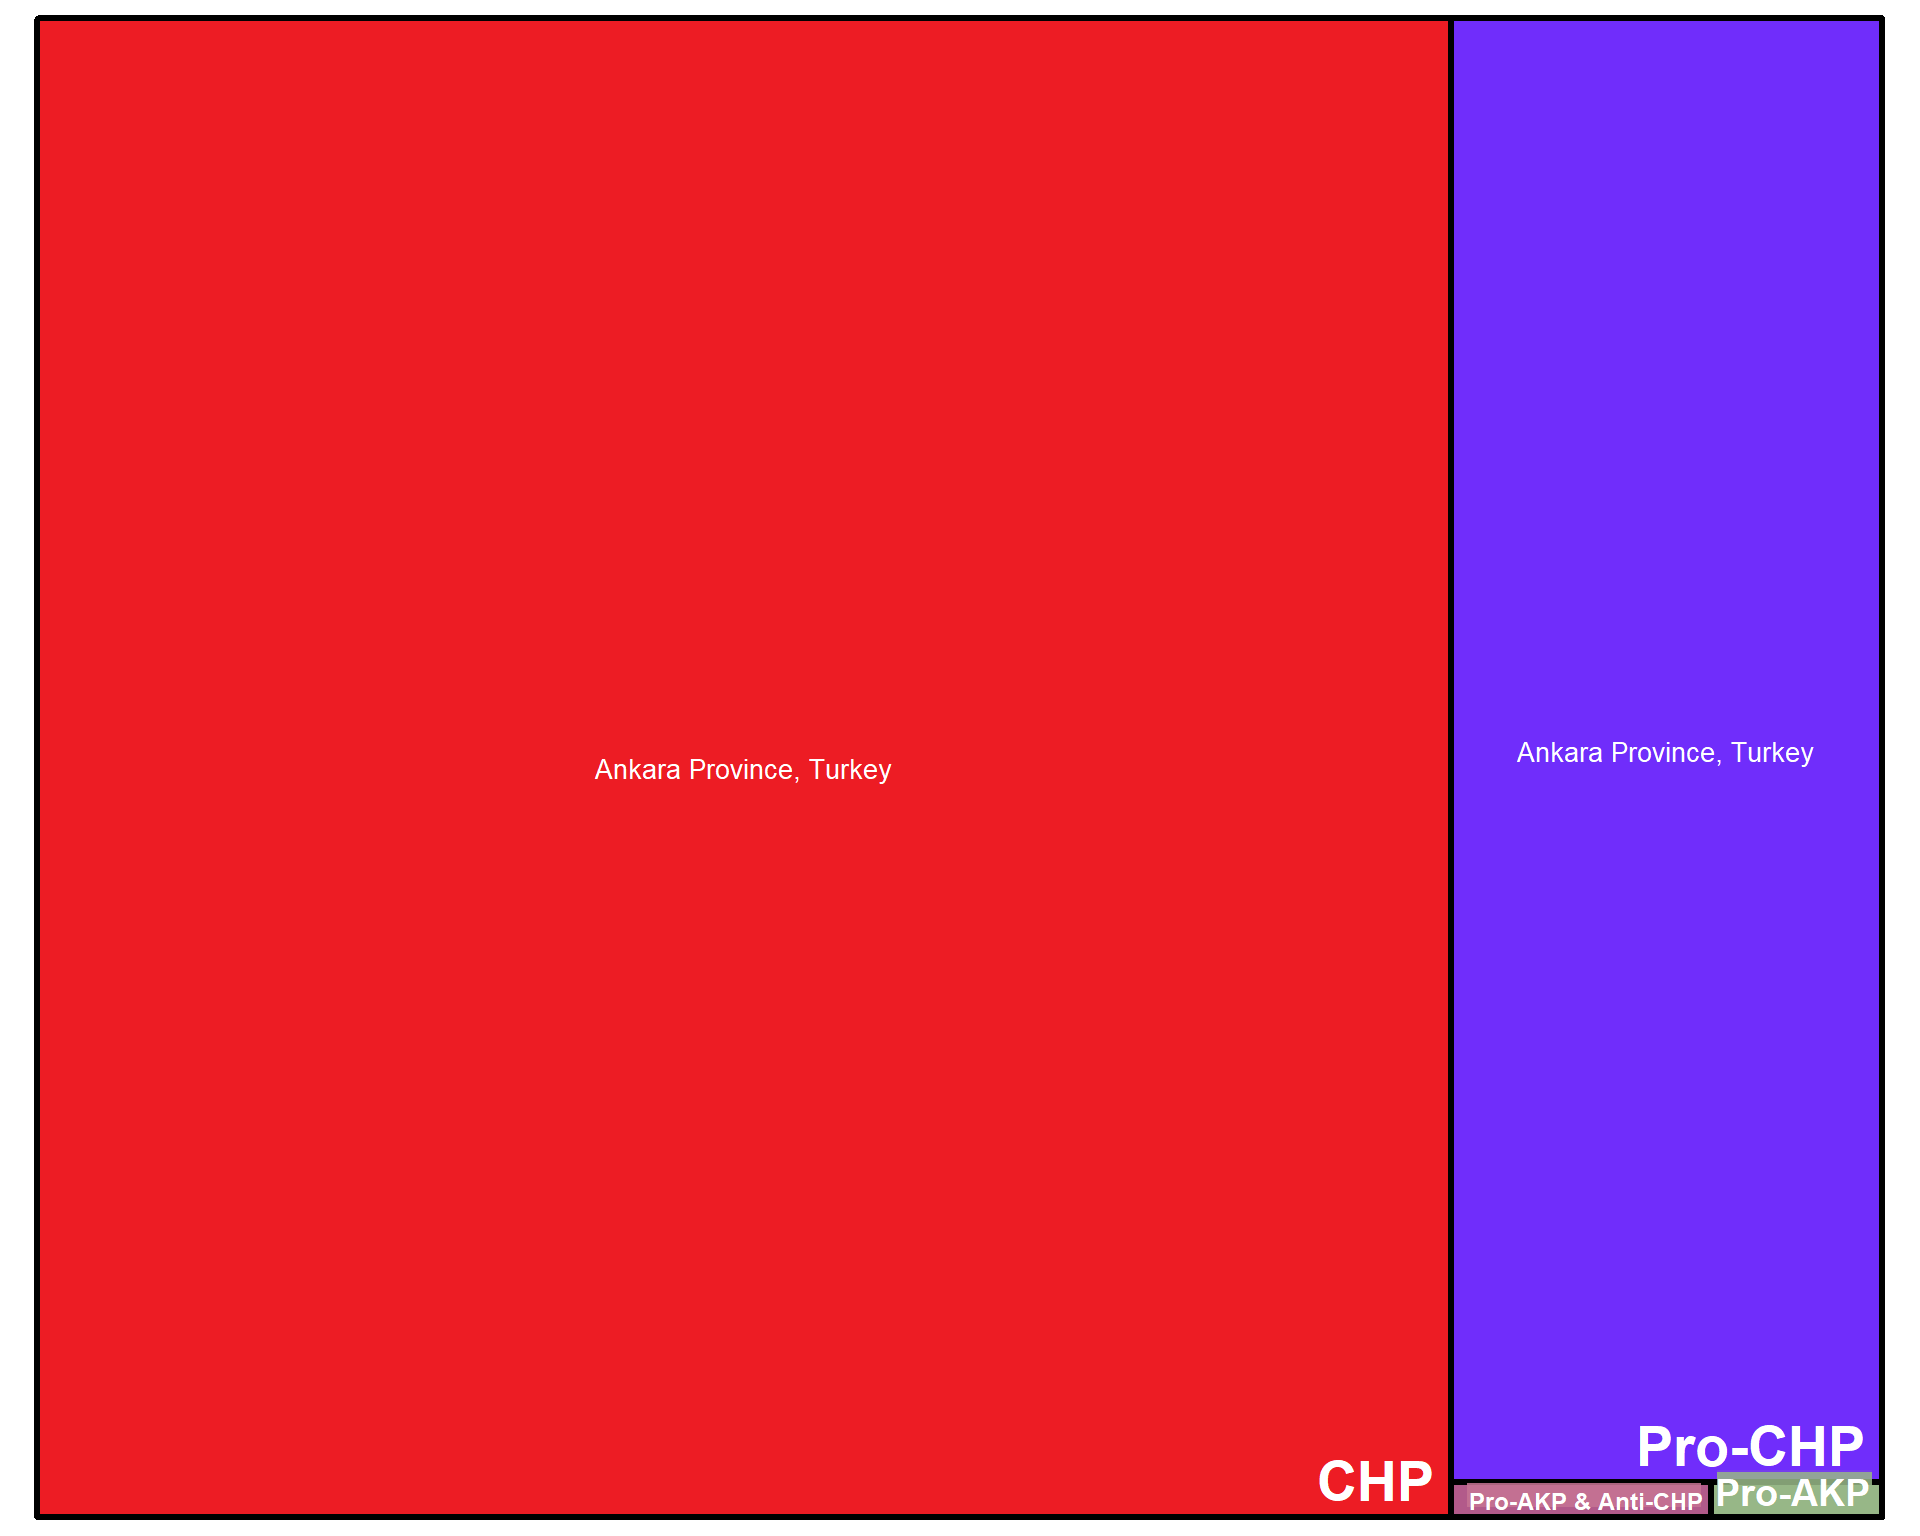 Ankara Province, Turkey
CHP
Ankara Province, Turkey
Pro-CHP
Pro-AKP & Anti-CHP
Pro-AKP